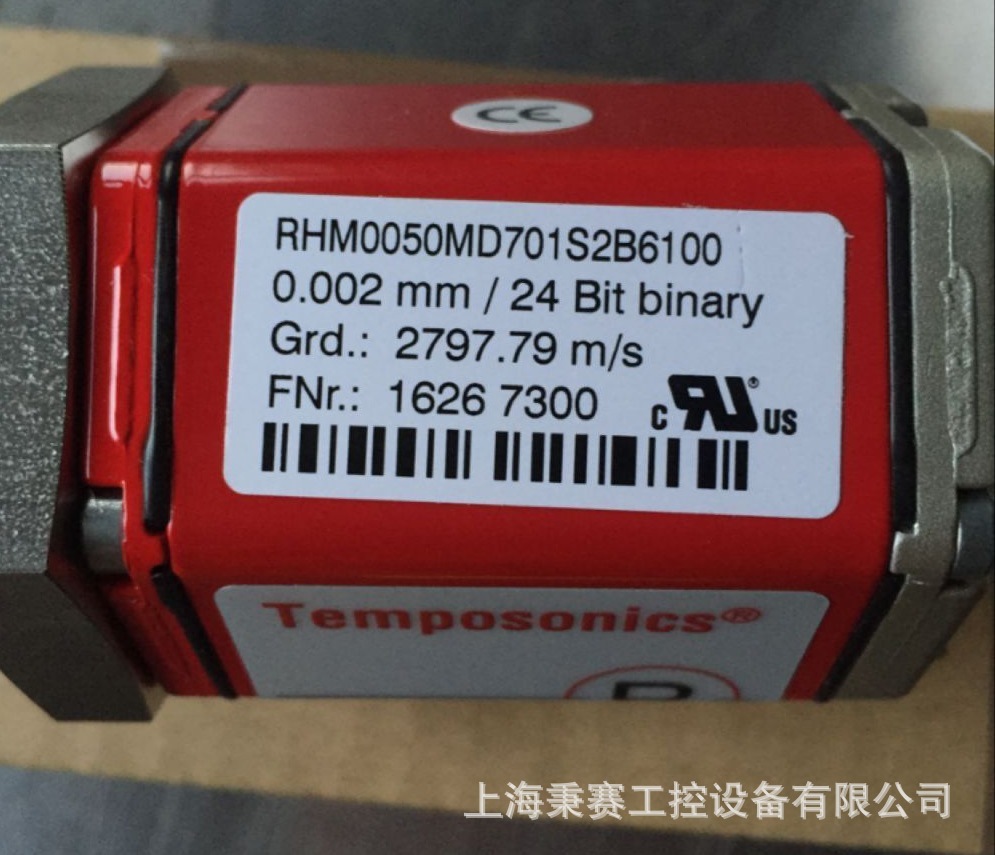 CE
RHM0050MD701S2B6100
0.002 mm / 24 Bit binary
Grd.: 2797.79 m/s
FNr.: 1626 7300
c RU® US
Temposonics®
R
上海秉赛工控设备有限公司